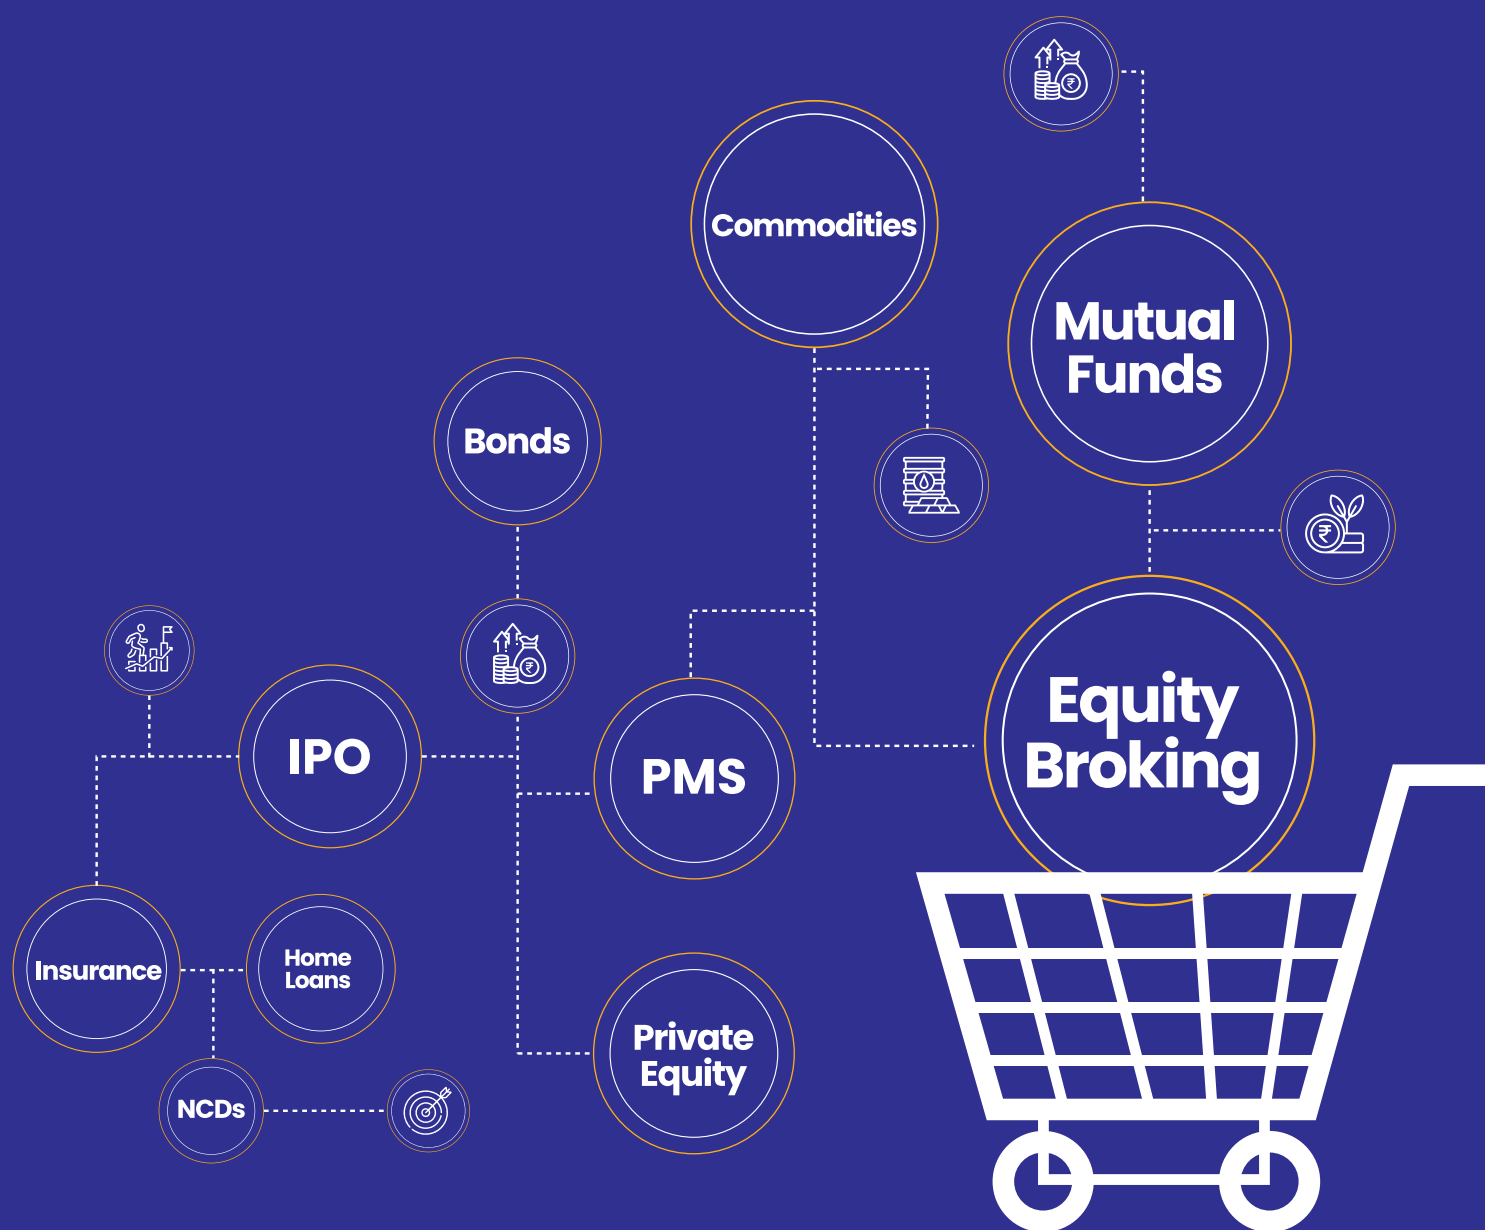 Commodities
Mutual
Funds
Bonds
Equity
Broking
IPO
PMS
Insurance
Home
Loans
Private
Equity
NCDs